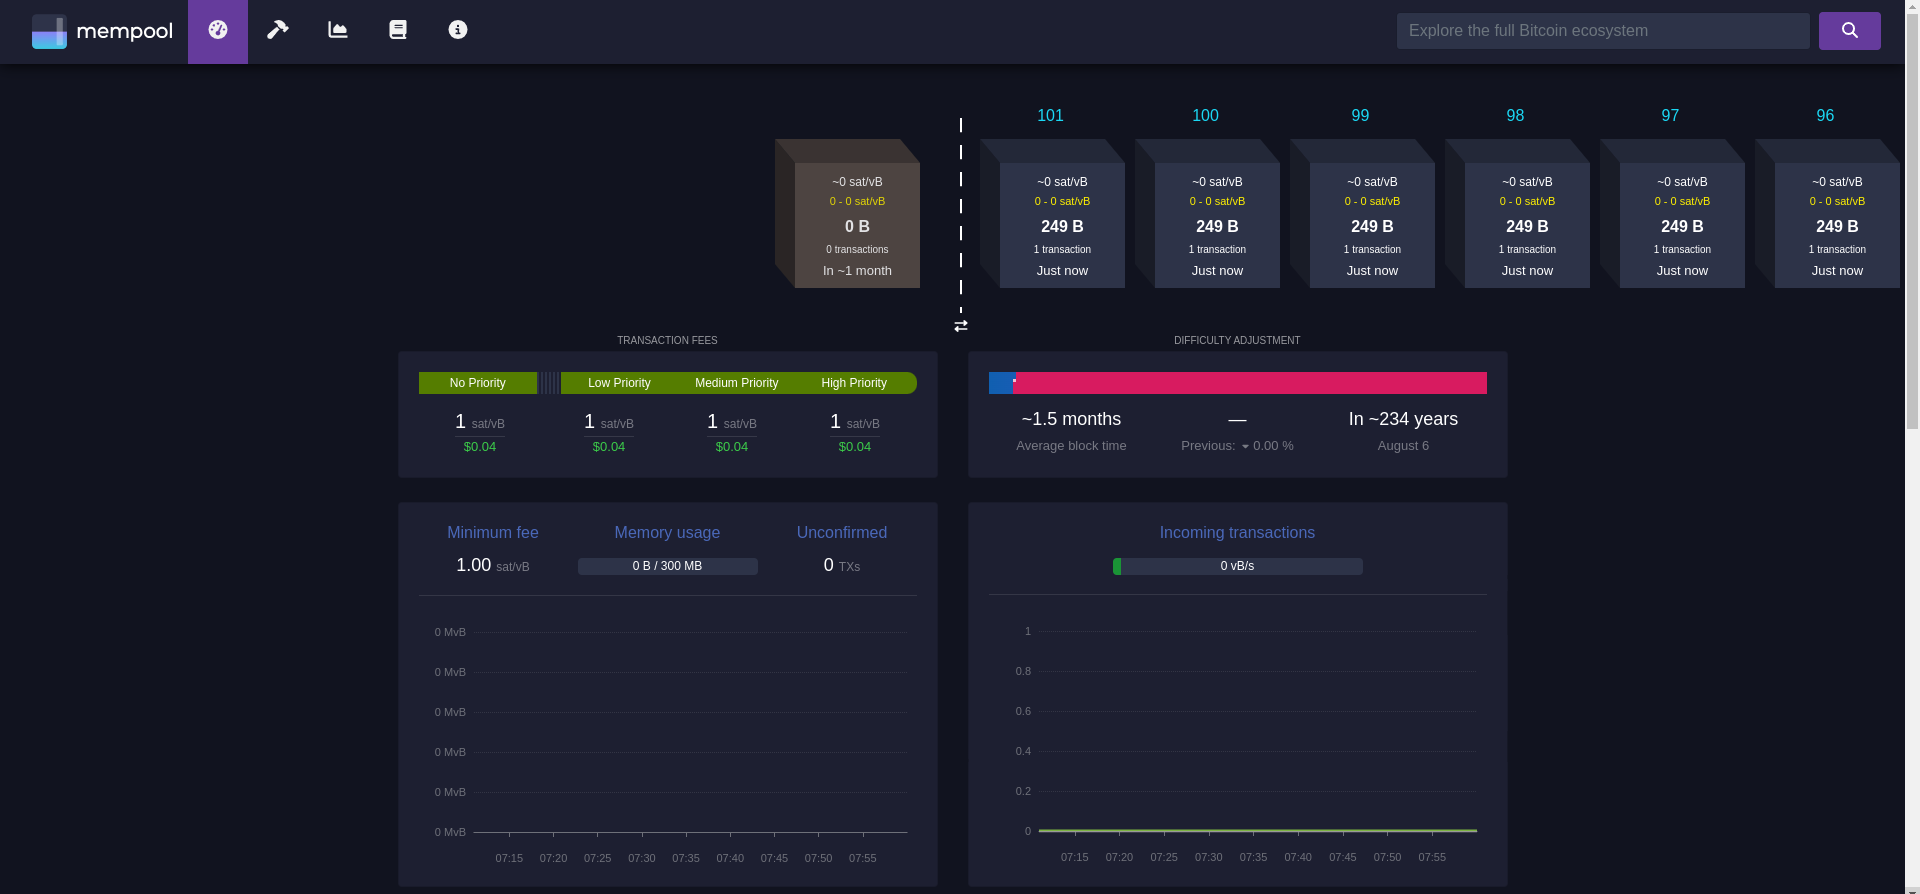 mempool
Explore the full Bitcoin ecosystem
101
100
99
98
97
96
~0 sat/vB
0 - 0 sat/vB
0 B
0 transactions
In ~1 month
~0 sat/vB
0 - 0 sat/vB
249 B
1 transaction
Just now
~0 sat/vB
0 - 0 sat/vB
249 B
1 transaction
Just now
~0 sat/vB
0 - 0 sat/vB
249 B
1 transaction
Just now
~0 sat/vB
0 - 0 sat/vB
249 B
1 transaction
Just now
~0 sat/vB
0 - 0 sat/vB
249 B
1 transaction
Just now
~0 sat/vB
0 - 0 sat/vB
249 B
1 transaction
Just now
TRANSACTION FEES
No Priority Low Priority Medium Priority High Priority
1 sat/vB 1 sat/vB 1 sat/vB 1 sat/vB
$0.04 $0.04 $0.04 $0.04
DIFFICULTY ADJUSTMENT
~1.5 months — In ~234 years
Average block time Previous: 0.00 % August 6
Minimum fee Memory usage Unconfirmed
1.00 sat/vB 0 B / 300 MB 0 TXs
0 MvB
0 MvB
0 MvB
0 MvB
0 MvB
0 MvB
07:15 07:20 07:25 07:30 07:35 07:40 07:45 07:50 07:55
Incoming transactions
0 vB/s
1
0.8
0.6
0.4
0.2
0
07:15 07:20 07:25 07:30 07:35 07:40 07:45 07:50 07:55